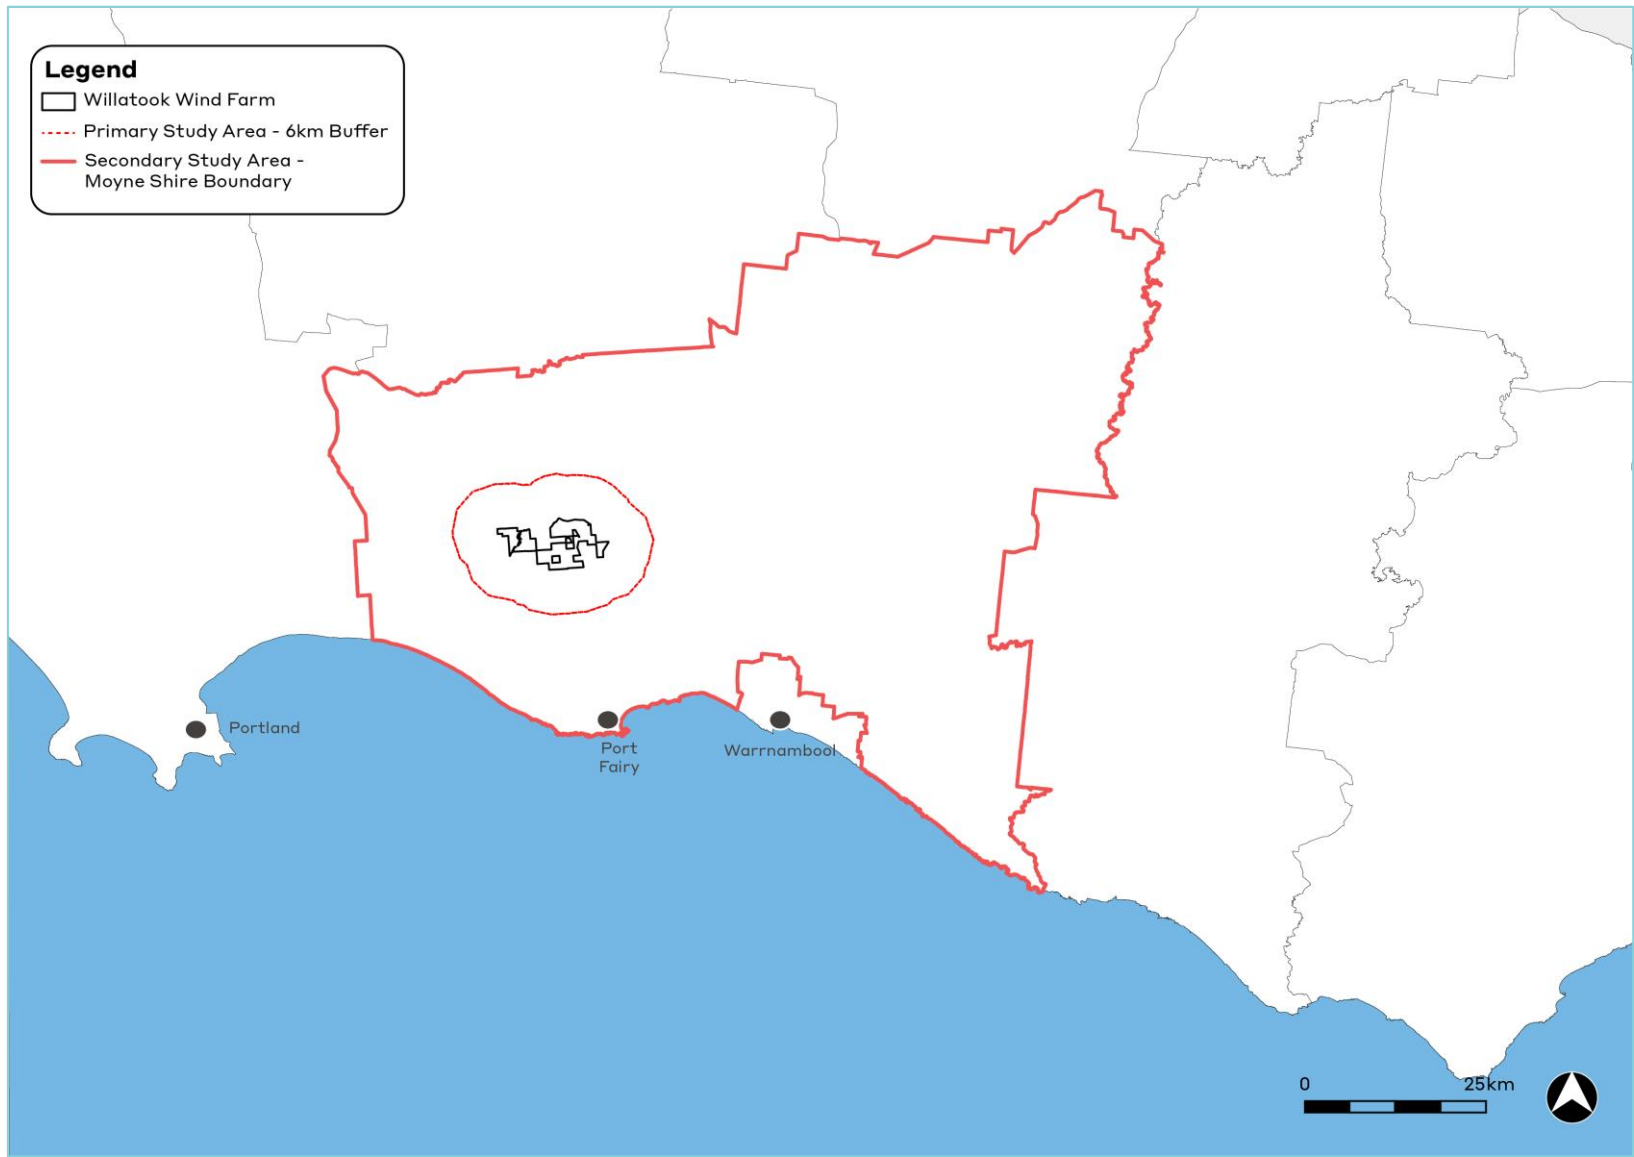 Legend
Willatook Wind Farm
Primary Study Area - 6km Buffer
Secondary Study Area -
Moyne Shire Boundary
Portland
Port
Fairy
Warrnambool
0 25km